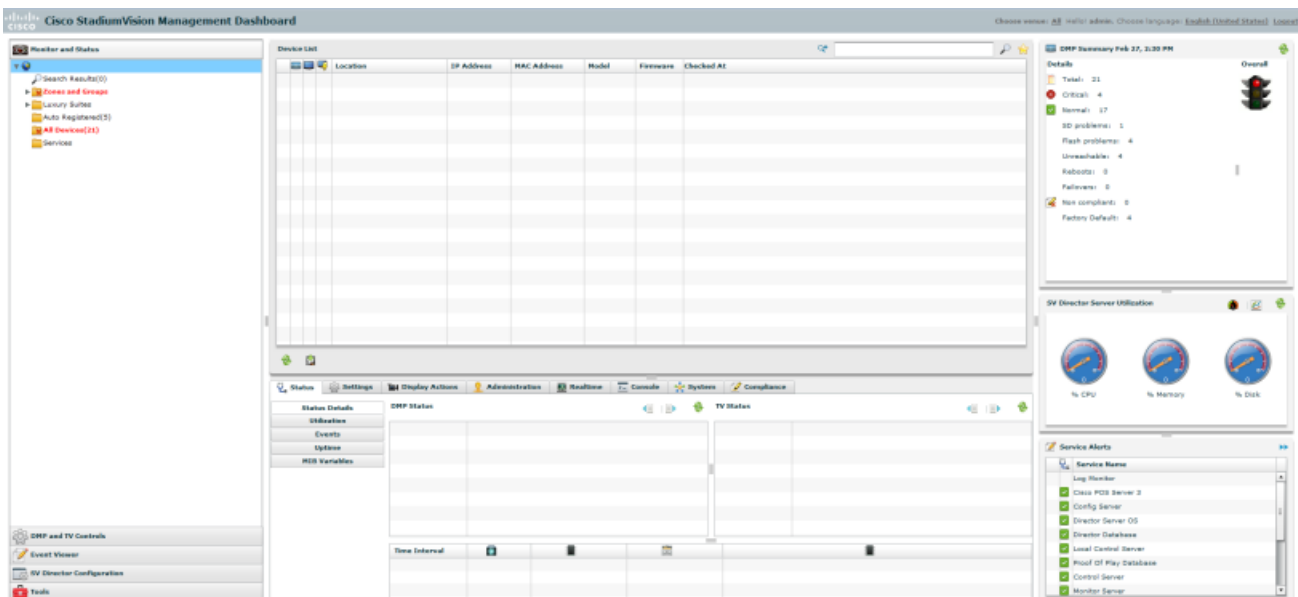 CISCO Cisco StadiumVision Management Dashboard
Choose venue: All Hello! admin. Choose language: English (United States) Logout
Monitor and Status
Search Results(0)
Zones and Groups
Luxury Suites
Auto Registered(5)
All Devices(21)
Services
DMP and TV Controls
Event Viewer
SV Director Configuration
Tools
Device List
Location IP Address MAC Address Model Firmware Checked At
Status Settings Display Actions Administration Realtime Console System Compliance
Status Details
Utilization
Events
Uptime
MIB Variables
DMP Status
TV Status
Time Interval
DMP Summary Feb 27, 2:20 PM
Details Overall
Total: 21
Critical: 4
Normal: 17
SD problems: 1
Flash problems: 4
Unreachable: 4
Reboots: 0
Failovers: 0
Non compliant: 0
Factory Default: 4
SV Director Server Utilization
% CPU % Memory % Disk
Service Alerts
Service Name
Log Monitor
Cisco POS Server 2
Config Server
Director Server OS
Director Database
Local Control Server
Proof Of Play Database
Control Server
Monitor Server